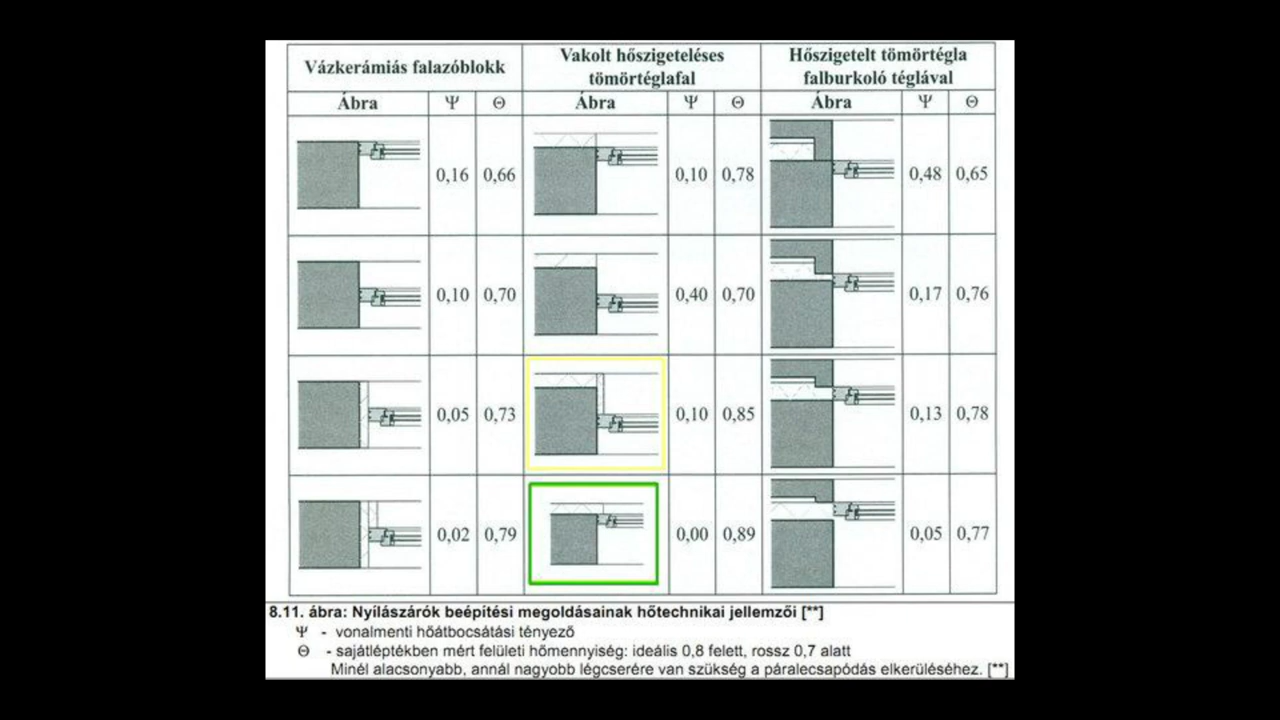 Vázkerámiás falazóblokk
Vakolt hőszigeteléses
tömörtéglafal
Hőszigetelt tömörtégla
falburkoló téglával
Ábra Ψ Θ Ábra Ψ Θ Ábra Ψ Θ
0,16 0,66 0,10 0,78 0,48 0,65
0,10 0,70 0,40 0,70 0,17 0,76
0,05 0,73 0,10 0,85 0,13 0,78
0,02 0,79 0,00 0,89 0,05 0,77
8.11. ábra: Nyílászárók beépítési megoldásainak hőtechnikai jellemzői [**]
Ψ - vonalmenti hőátbocsátási tényező
Θ - sajátléptékben mért felületi hőmennyiség: ideális 0,8 felett, rossz 0,7 alatt
Minél alacsonyabb, annál nagyobb légcserére van szükség a páralecsapódás elkerüléséhez. [**]